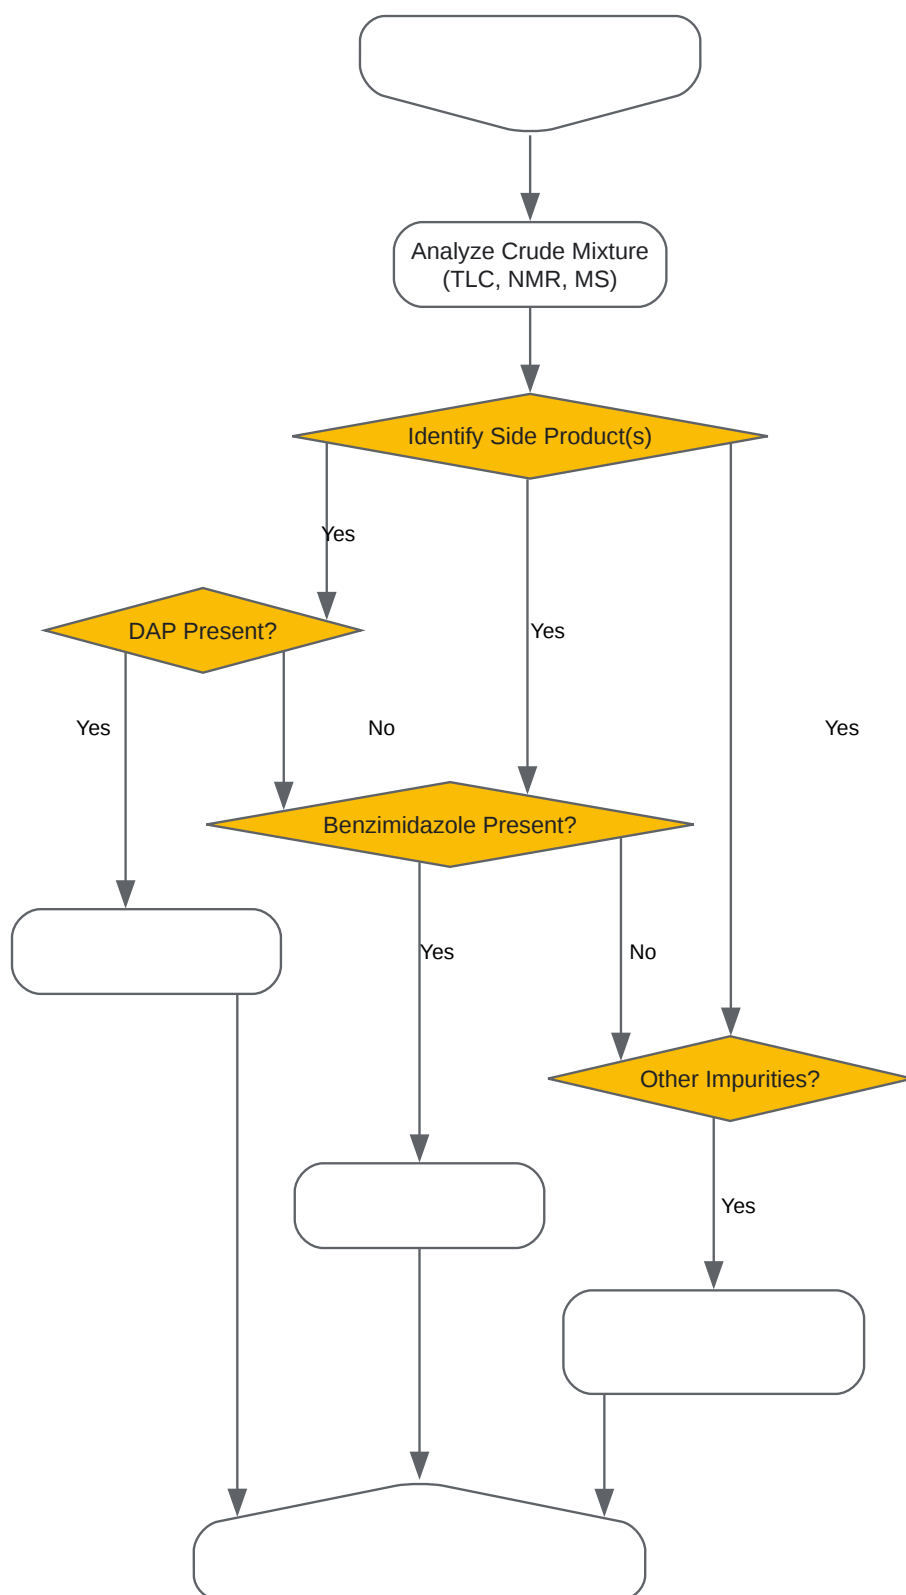 Analyze Crude Mixture
(TLC, NMR, MS)
Identify Side Product(s)
Yes
DAP Present?
Yes
Yes
No
Yes
Benzimidazole Present?
Yes
No
Other Impurities?
Yes